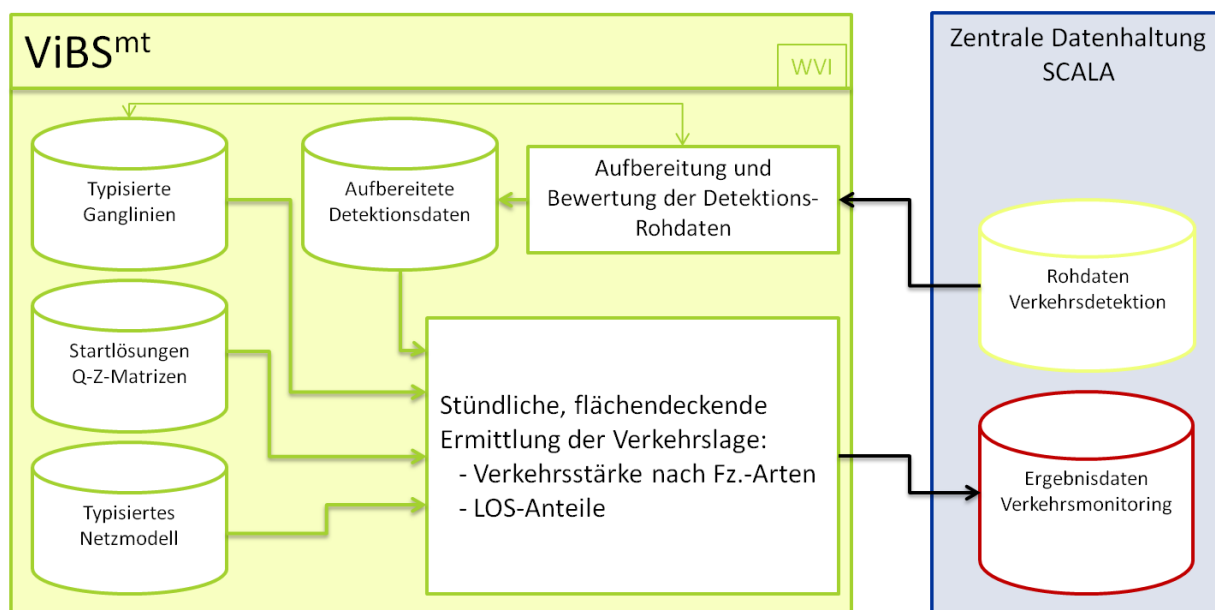 ViBSmt
WVI
Zentrale Datenhaltung
SCALA
Typisierte
Ganglinien
Aufbereitete
Detektionsdaten
Aufbereitung und
Bewertung der Detektions-
Rohdaten
Rohdaten
Verkehrsdetektion
Startlösungen
Q-Z-Matrizen
Stündliche, flächendeckende
Ermittlung der Verkehrslage:
- Verkehrsstärke nach Fz.-Arten
- LOS-Anteile
Typisiertes
Netzmodell
Ergebnisdaten
Verkehrsmonitoring